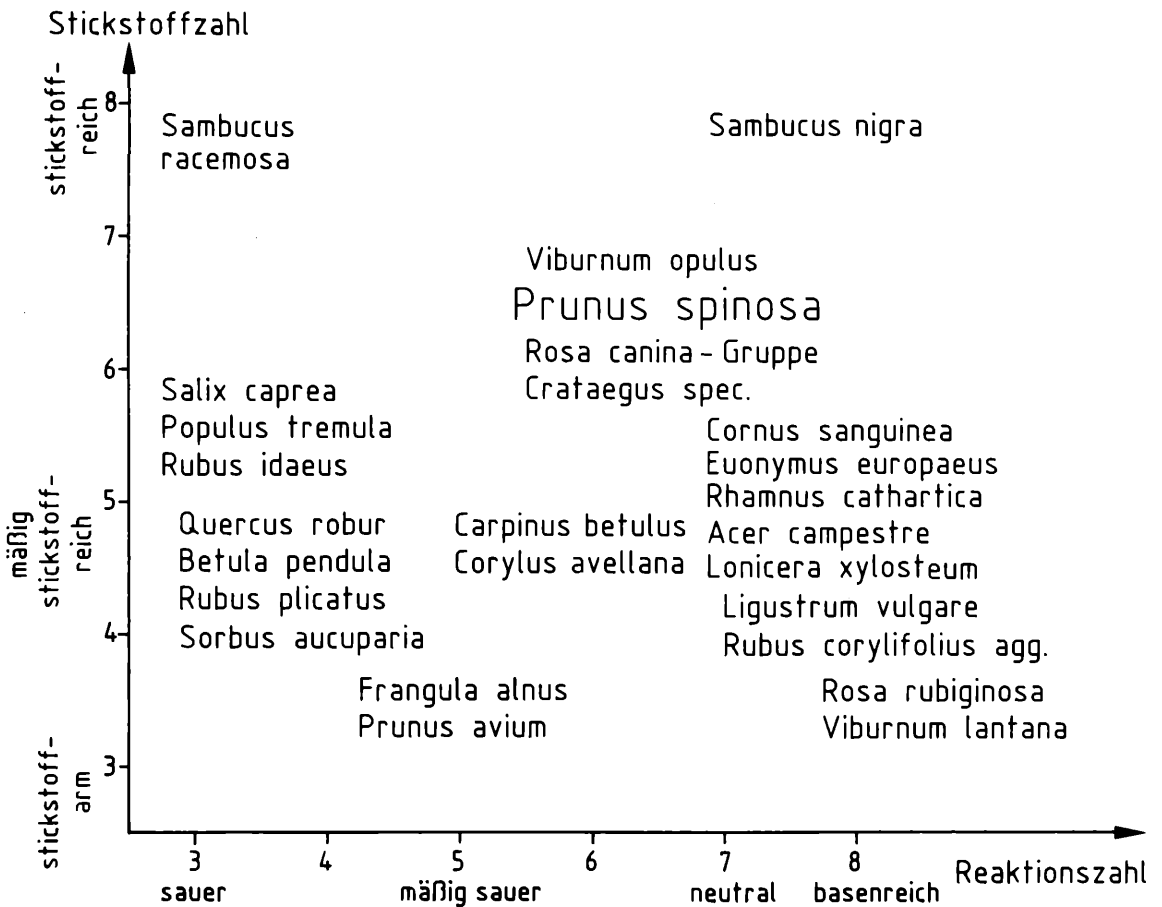 Stickstoffzahl
stickstoff-
reich
8
Sambucus
racemosa
Sambucus nigra
7
Viburnum opulus
Prunus spinosa
Rosa canina - Gruppe
6
Crataegus spec.
Salix caprea
Populus tremula
Rubus idaeus
Cornus sanguinea
Euonymus europaeus
Rhamnus cathartica
mäßig
stickstoff-
reich
5
Quercus robur
Betula pendula
Rubus plicatus
Sorbus aucuparia
Carpinus betulus
Corylus avellana
Acer campestre
Lonicera xylosteum
Ligustrum vulgare
Rubus corylifolius agg.
4
Frangula alnus
Prunus avium
Rosa rubiginosa
Viburnum lantana
stickstoff-
arm
3
3 4 5 6 7 8
sauer mäßig sauer neutral basenreich
Reaktionszahl